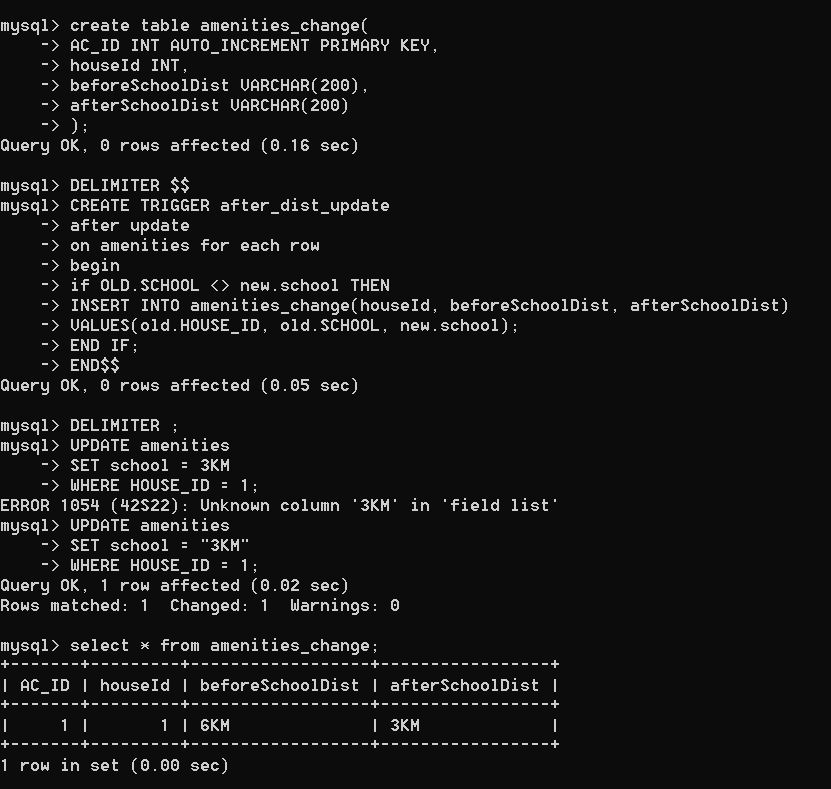 mysql> create table amenities_change(
    -> AC_ID INT AUTO_INCREMENT PRIMARY KEY,
    -> houseId INT,
    -> beforeSchoolDist VARCHAR(200),
    -> afterSchoolDist VARCHAR(200)
    -> );
Query OK, 0 rows affected (0.16 sec)

mysql> DELIMITER $$
mysql> CREATE TRIGGER after_dist_update
    -> after update
    -> on amenities for each row
    -> begin
    -> if OLD.SCHOOL <> new.school THEN
    -> INSERT INTO amenities_change(houseId, beforeSchoolDist, afterSchoolDist)
    -> VALUES(old.HOUSE_ID, old.SCHOOL, new.school);
    -> END IF;
    -> END$$
Query OK, 0 rows affected (0.05 sec)

mysql> DELIMITER ;
mysql> UPDATE amenities
    -> SET school = 3KM
    -> WHERE HOUSE_ID = 1;
ERROR 1054 (42S22): Unknown column '3KM' in 'field list'
mysql> UPDATE amenities
    -> SET school = "3KM"
    -> WHERE HOUSE_ID = 1;
Query OK, 1 row affected (0.02 sec)
Rows matched: 1  Changed: 1  Warnings: 0

mysql> select * from amenities_change;
+-------+---------+------------------+-----------------+
| AC_ID | houseId | beforeSchoolDist | afterSchoolDist |
+-------+---------+------------------+-----------------+
|     1 |       1 | 6KM              | 3KM             |
+-------+---------+------------------+-----------------+
1 row in set (0.00 sec)